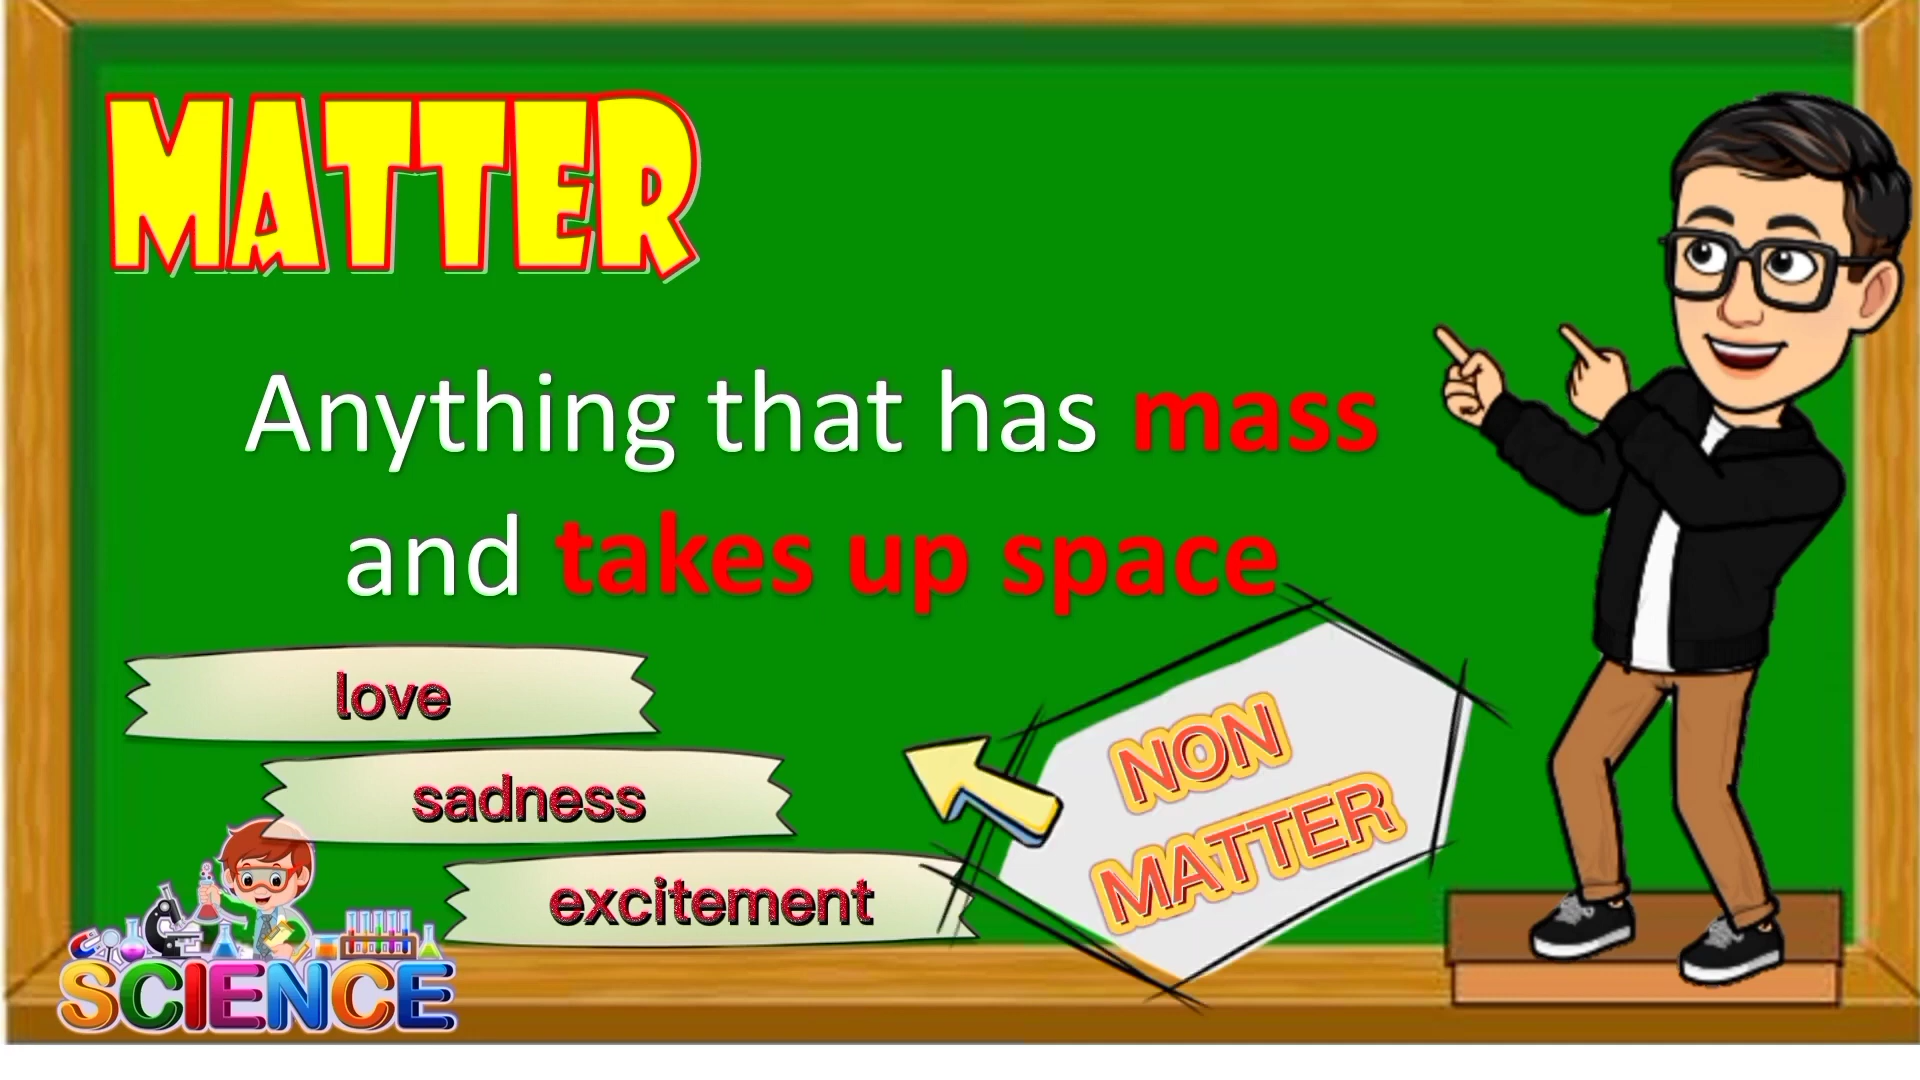 MATTER
Anything that has mass
and takes up space
love
sadness
excitement
NON
MATTER
SCIENCE